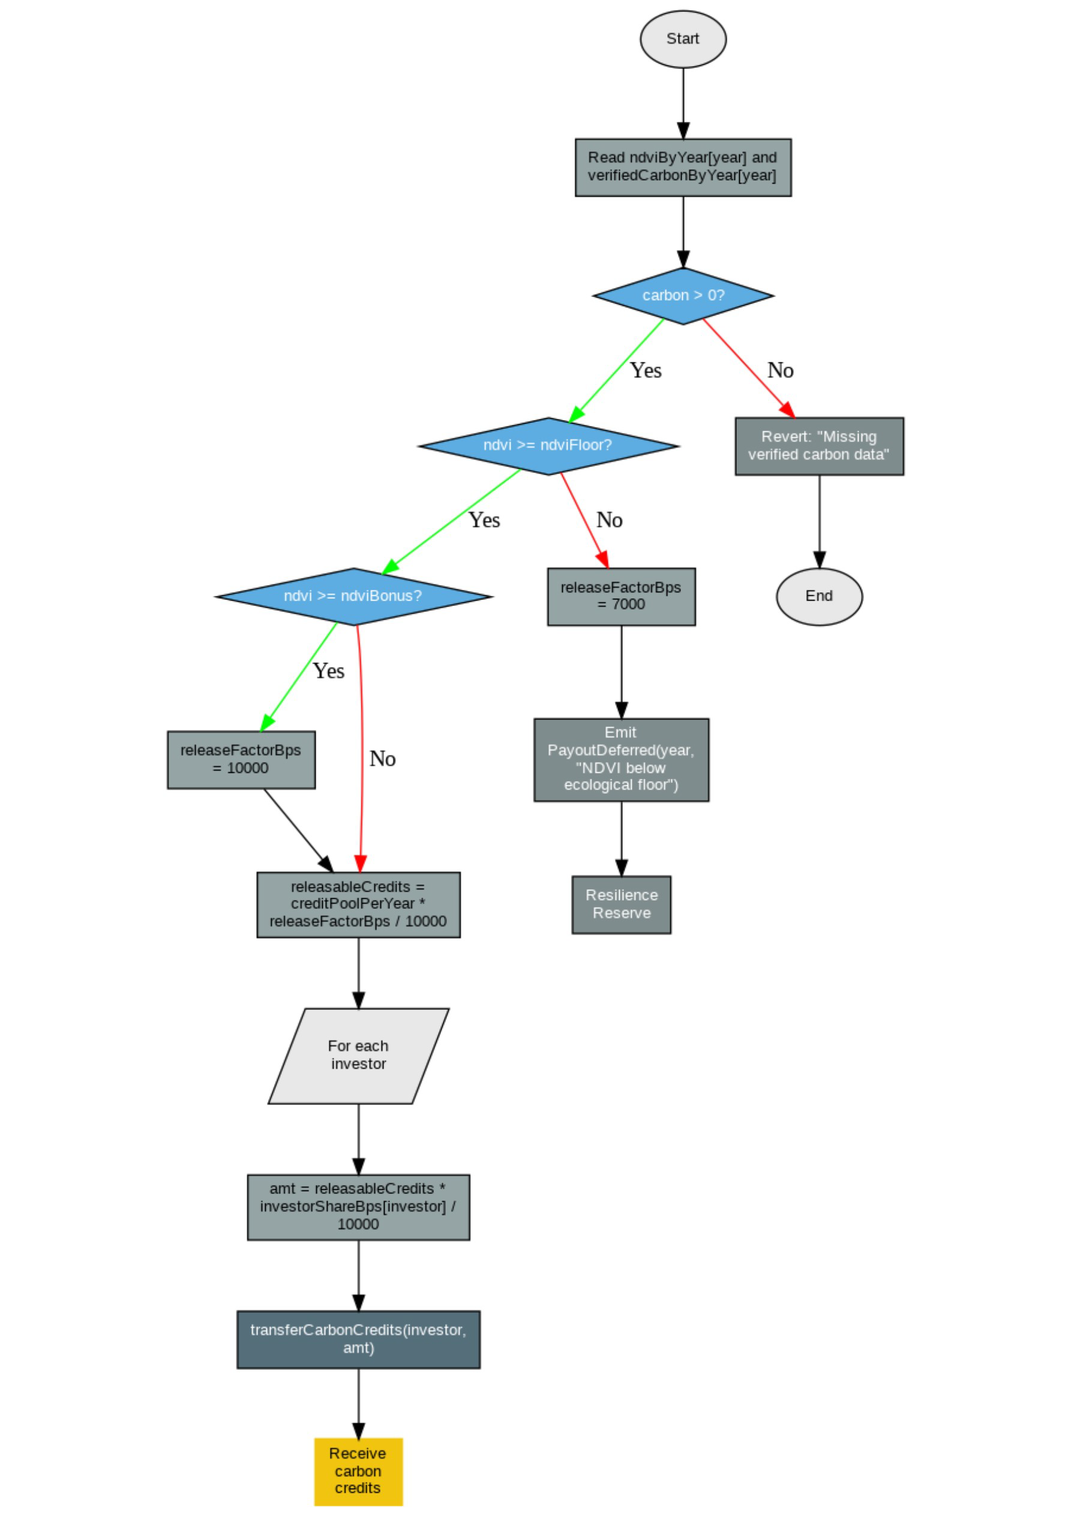 Start
Read ndviByYear[year] and
verifiedCarbonByYear[year]
carbon > 0?
Yes
No
ndvi >= ndviFloor?
Revert: "Missing
verified carbon data"
Yes
No
ndvi >= ndviBonus?
releaseFactorBps
= 7000
End
Yes
No
releaseFactorBps
= 10000
Emit
PayoutDeferred(year,
"NDVI below
ecological floor")
releasableCredits =
creditPoolPerYear *
releaseFactorBps / 10000
Resilience
Reserve
For each
investor
amt = releasableCredits *
investorShareBps[investor] /
10000
transferCarbonCredits(investor,
amt)
Receive
carbon
credits